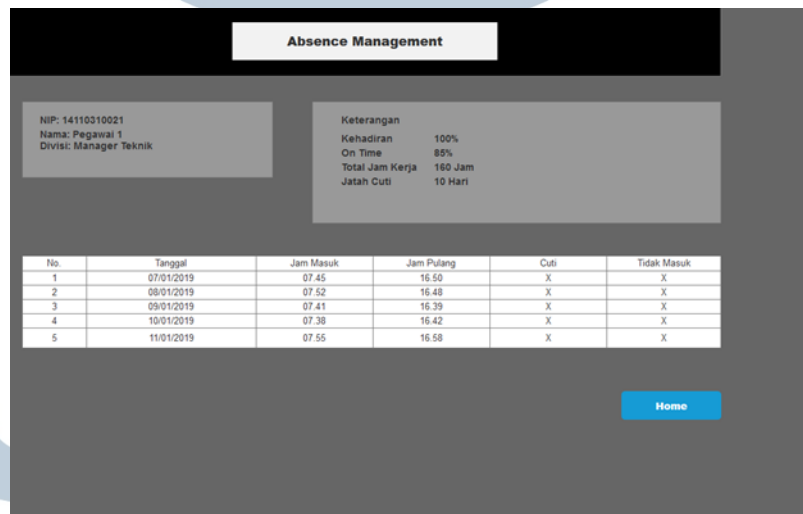 Absence Management
NIP: 14110310021
Nama: Pegawai 1
Divisi: Manager Teknik
Keterangan
Kehadiran 100%
On Time 85%
Total Jam Kerja 160 Jam
Jatah Cuti 10 Hari
No. Tanggal Jam Masuk Jam Pulang Cuti Tidak Masuk
1 07/01/2019 07.45 16.50 X X
2 08/01/2019 07.52 16.48 X X
3 09/01/2019 07.41 16.39 X X
4 10/01/2019 07.38 16.42 X X
5 11/01/2019 07.55 16.58 X X
Home